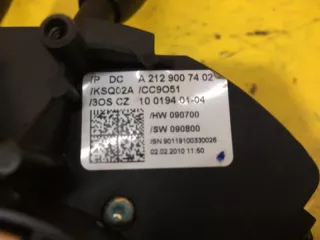 /P DC A 212 900 74 02
/KSQ02A /CC9051
/3OS CZ 10 0194 01-04
/HW 090700
/SW 090800
/SN 90119100330026
02.02.2010 11:50